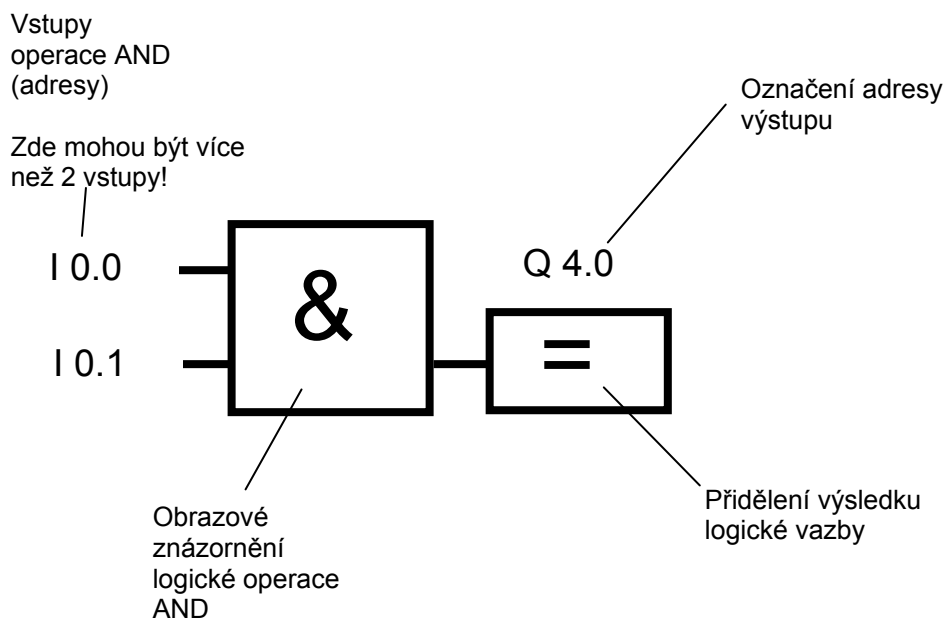 Vstupy
operace AND
(adresy)
Zde mohou být více
než 2 vstupy!
Označení adresy
výstupu
I 0.0
&
Q 4.0
I 0.1
=
Obrazové
znázornění
logické operace
AND
Přidělení výsledku
logické vazby